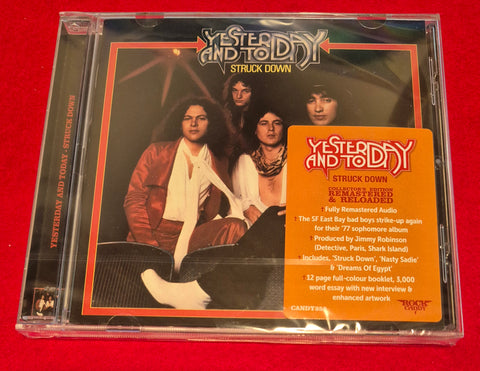 YESTERDAY AND TODAY · STRUCK DOWN
YESTERDAY
AND TODAY
STRUCK DOWN
YESTERDAY
AND TODAY
STRUCK DOWN
COLLECTOR'S EDITION
REMASTERED
& RELOADED
Fully Remastered Audio
The SF East Bay bad boys strike-up again
for their '77 sophomore album
Produced by Jimmy Robinson
(Detective, Paris, Shark Island)
Includes, 'Struck Down', 'Nasty Sadie'
& 'Dreams Of Egypt'
12 page full-colour booklet, 3,000
word essay with new interview &
enhanced artwork
ROCK
CANDY